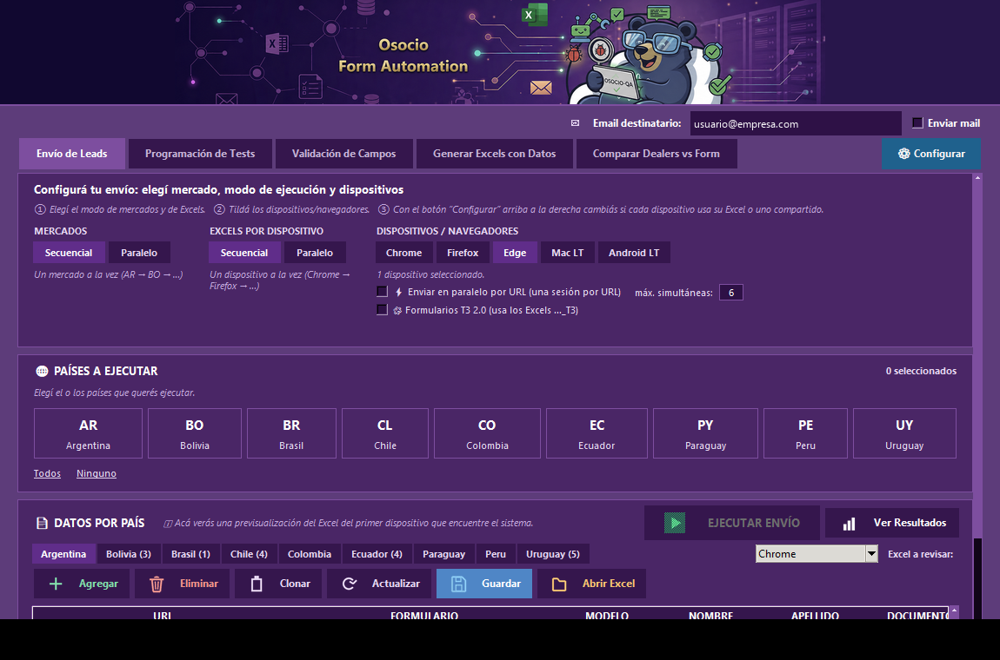 Osocio
Form Automation
OSOCIO-QA
Email destinatario:
usuario@empresa.com
Enviar mail
Envío de Leads
Programación de Tests
Validación de Campos
Generar Excels con Datos
Comparar Dealers vs Form
Configurar
Configurá tu envío: elegí mercado, modo de ejecución y dispositivos
① Elegí el modo de mercados y de Excels. ② Tildá los dispositivos/navegadores. ③ Con el botón "Configurar" arriba a la derecha cambiás si cada dispositivo usa su Excel o uno compartido.
MERCADOS
Secuencial
Paralelo
Un mercado a la vez (AR → BO → ...)
EXCELS POR DISPOSITIVO
Secuencial
Paralelo
Un dispositivo a la vez (Chrome →
Firefox → ...)
DISPOSITIVOS / NAVEGADORES
Chrome
Firefox
Edge
Mac LT
Android LT
1 dispositivo seleccionado.
Enviar en paralelo por URL (una sesión por URL)
máx. simultáneas:
6
Formularios T3 2.0 (usa los Excels ..._T3)
PAÍSES A EJECUTAR
0 seleccionados
Elegí el o los países que querés ejecutar.
AR
Argentina
BO
Bolivia
BR
Brasil
CL
Chile
CO
Colombia
EC
Ecuador
PY
Paraguay
PE
Peru
UY
Uruguay
Todos
Ninguno
DATOS POR PAÍS
Acá verás una previsualización del Excel del primer dispositivo que encuentre el sistema.
EJECUTAR ENVÍO
Ver Resultados
Argentina
Bolivia (3)
Brasil (1)
Chile (4)
Colombia
Ecuador (4)
Paraguay
Peru
Uruguay (5)
Chrome
Excel a revisar:
Agregar
Eliminar
Clonar
Actualizar
Guardar
Abrir Excel
URL
FORMULARIO
MODELO
NOMBRE
APELLIDO
DOCUMENTO